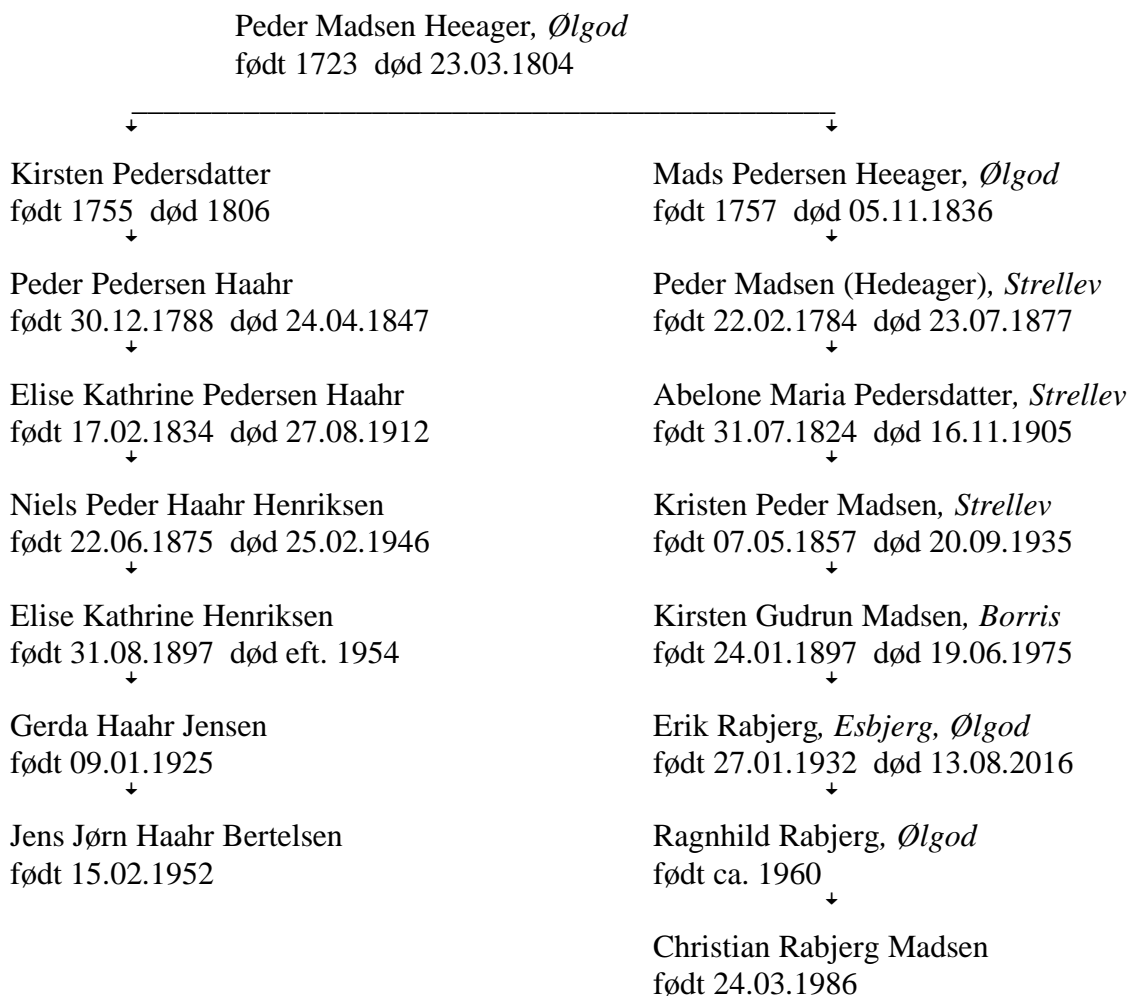 Peder Madsen Heeager, Ølgod
født 1723  død 23.03.1804
Kirsten Pedersdatter
født 1755  død 1806
Mads Pedersen Heeager, Ølgod
født 1757  død 05.11.1836
Peder Pedersen Haahr
født 30.12.1788  død 24.04.1847
Peder Madsen (Hedeager), Strellev
født 22.02.1784  død 23.07.1877
Elise Kathrine Pedersen Haahr
født 17.02.1834  død 27.08.1912
Abelone Maria Pedersdatter, Strellev
født 31.07.1824  død 16.11.1905
Niels Peder Haahr Henriksen
født 22.06.1875  død 25.02.1946
Kristen Peder Madsen, Strellev
født 07.05.1857  død 20.09.1935
Elise Kathrine Henriksen
født 31.08.1897  død eft. 1954
Kirsten Gudrun Madsen, Borris
født 24.01.1897  død 19.06.1975
Gerda Haahr Jensen
født 09.01.1925
Erik Rabjerg, Esbjerg, Ølgod
født 27.01.1932  død 13.08.2016
Jens Jørn Haahr Bertelsen
født 15.02.1952
Ragnhild Rabjerg, Ølgod
født ca. 1960
Christian Rabjerg Madsen
født 24.03.1986